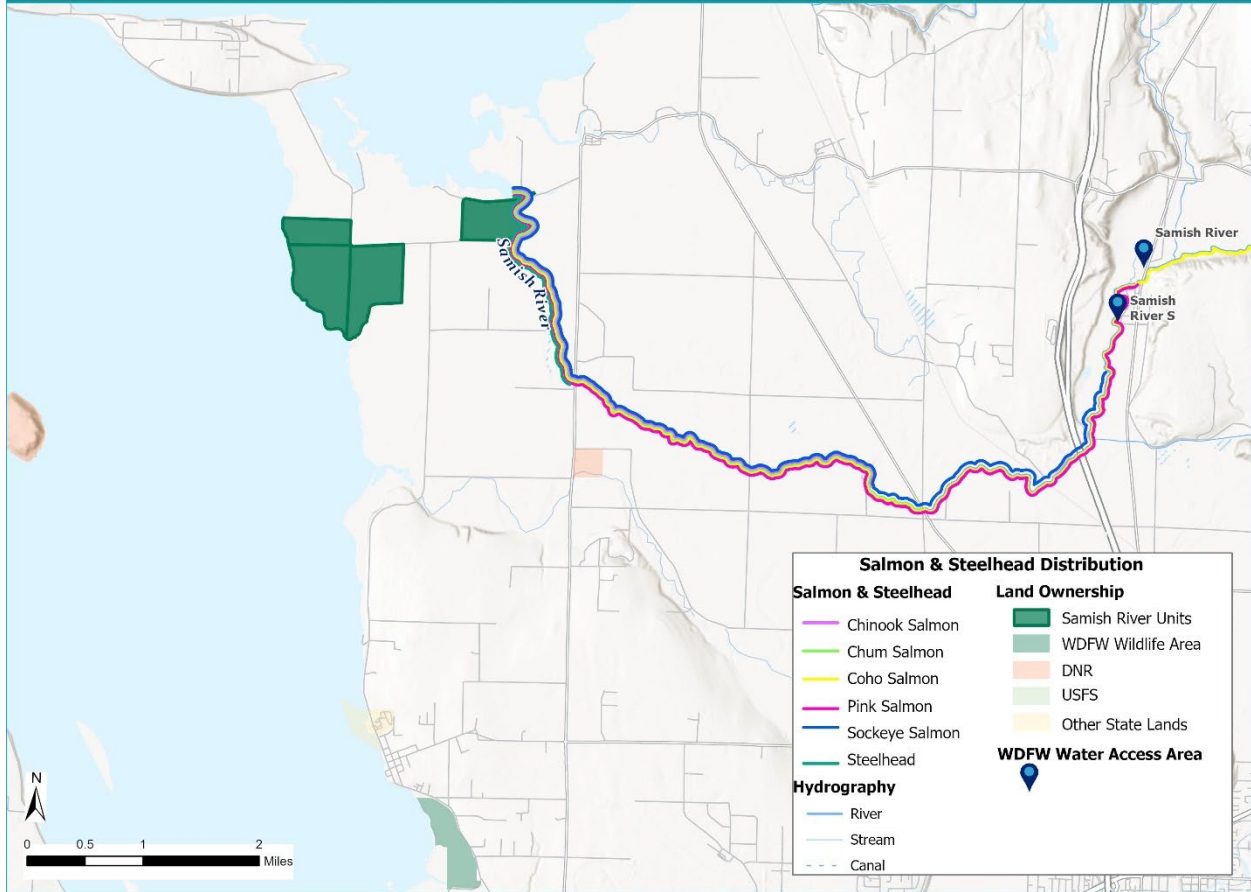 Samish River
Samish River
Samish
River S
Salmon & Steelhead Distribution
Salmon & Steelhead
Chinook Salmon
Chum Salmon
Coho Salmon
Pink Salmon
Sockeye Salmon
Steelhead
Hydrography
River
Stream
Canal
Land Ownership
Samish River Units
WDFW Wildlife Area
DNR
USFS
Other State Lands
WDFW Water Access Area
N
0 0.5 1 2
Miles